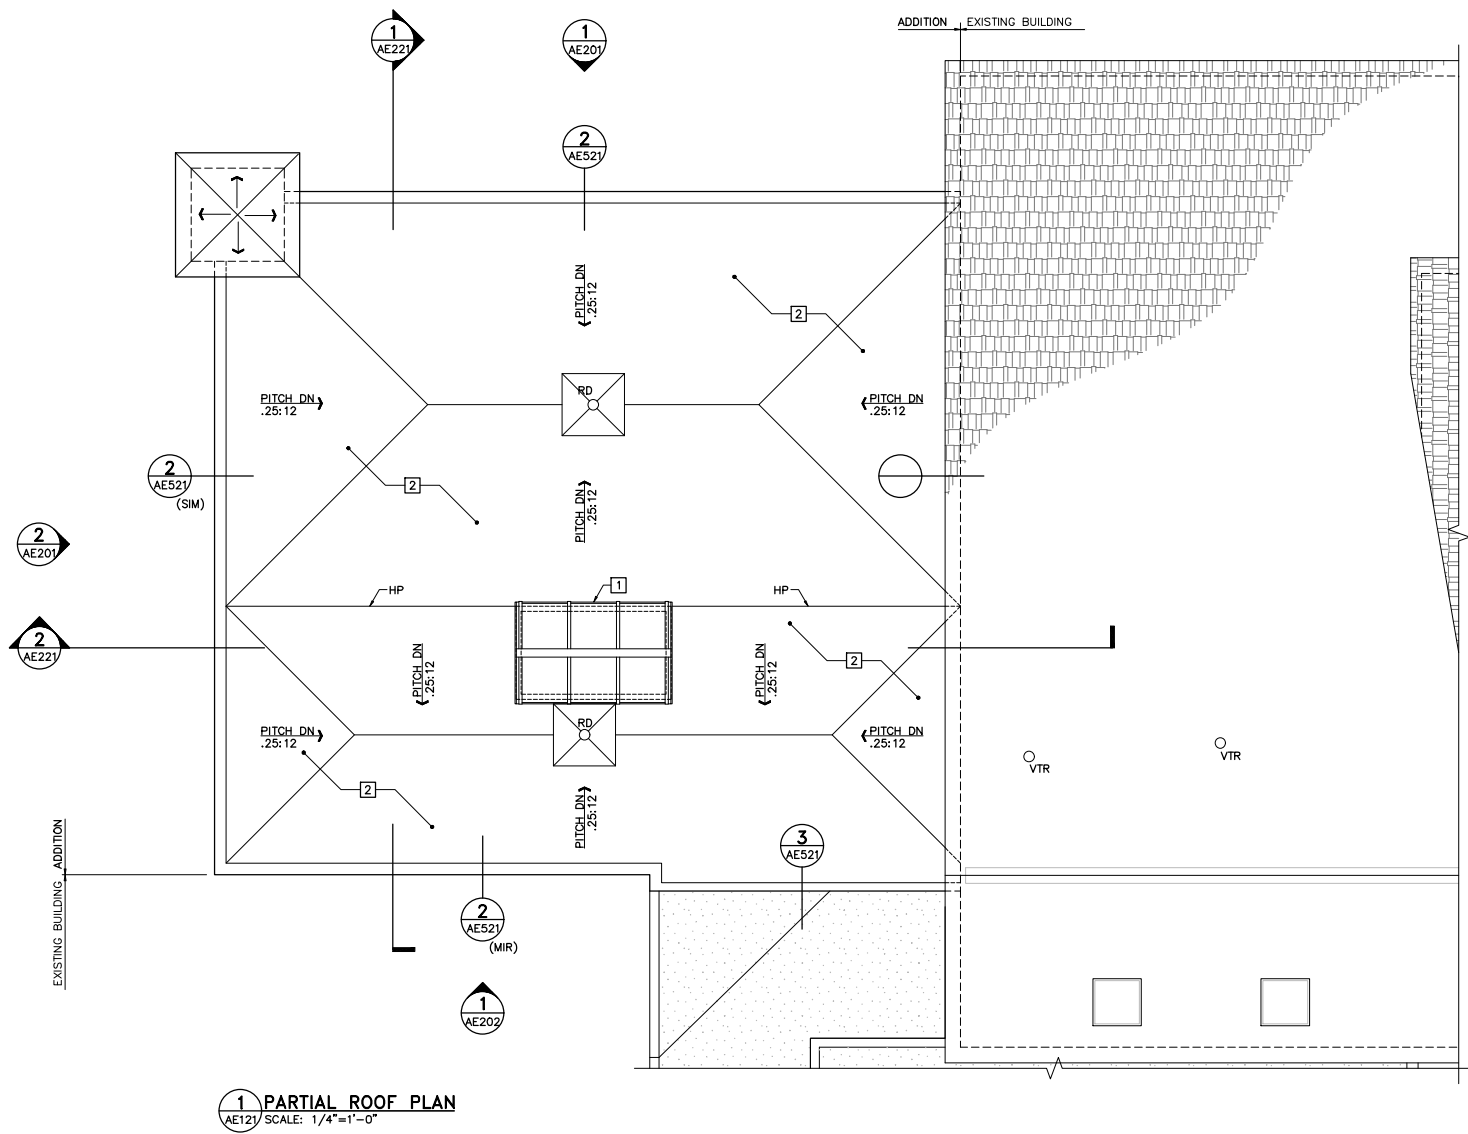 ADDITION EXISTING BUILDING
1
AE221
1
AE201
2
AE521
PITCH DN
.25:12
2
RD
PITCH DN
.25:12
PITCH DN
.25:12
2
AE521
(SIM)
2
PITCH DN
.25:12
2
AE201
HP
1
HP
2
AE221
PITCH DN
.25:12
PITCH DN
.25:12
2
PITCH DN
.25:12
RD
PITCH DN
.25:12
VTR
VTR
2
PITCH DN
.25:12
3
AE521
EXISTING BUILDING ADDITION
2
AE521
(MIR)
1
AE202
1
AE121
PARTIAL ROOF PLAN
SCALE: 1/4"=1'-0"